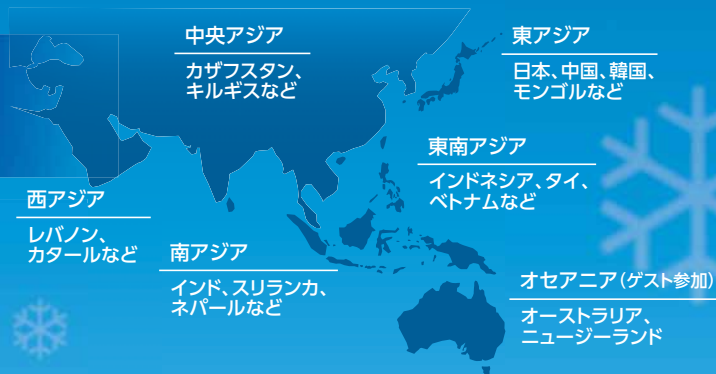 中央アジア
カザフスタン、
キルギスなど
東アジア
日本、中国、韓国、
モンゴルなど
東南アジア
インドネシア、タイ、
ベトナムなど
西アジア
レバノン、
カタールなど
南アジア
インド、スリランカ、
ネパールなど
オセアニア（ゲスト参加）
オーストラリア、
ニュージーランド